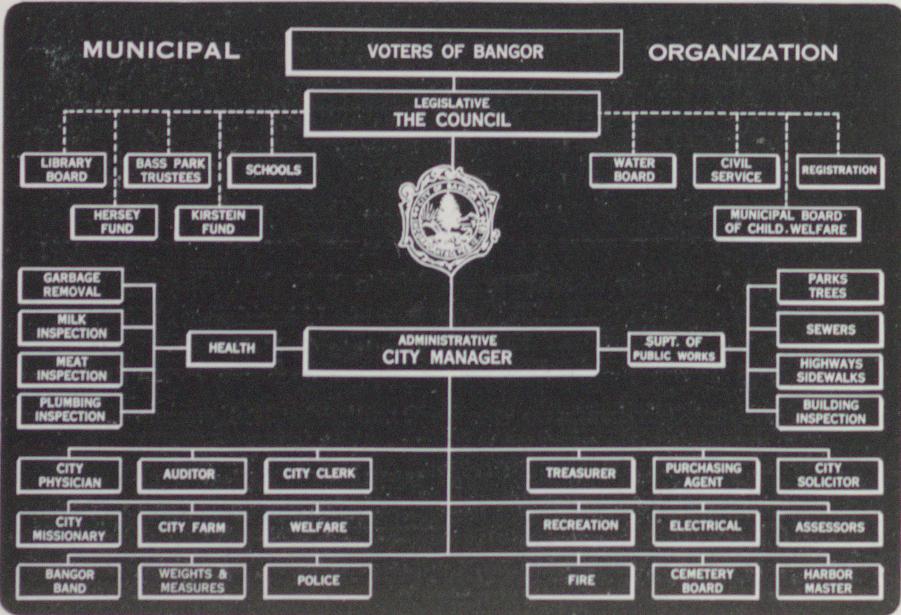 MUNICIPAL
VOTERS OF BANGOR
ORGANIZATION
LEGISLATIVE
THE COUNCIL
LIBRARY
BOARD
BASS PARK
TRUSTEES
SCHOOLS
WATER
BOARD
CIVIL
SERVICE
REGISTRATION
HERSEY
FUND
KIRSTEIN
FUND
MUNICIPAL BOARD
OF CHILD WELFARE
GARBAGE
REMOVAL
MILK
INSPECTION
MEAT
INSPECTION
PLUMBING
INSPECTION
HEALTH
ADMINISTRATIVE
CITY MANAGER
SUPT. OF
PUBLIC WORKS
PARKS
TREES
SEWERS
HIGHWAYS
SIDEWALKS
BUILDING
INSPECTION
CITY
PHYSICIAN
AUDITOR
CITY CLERK
TREASURER
PURCHASING
AGENT
CITY
SOLICITOR
CITY
MISSIONARY
CITY FARM
WELFARE
RECREATION
ELECTRICAL
ASSESSORS
BANGOR
BAND
WEIGHTS &
MEASURES
POLICE
FIRE
CEMETERY
BOARD
HARBOR
MASTER